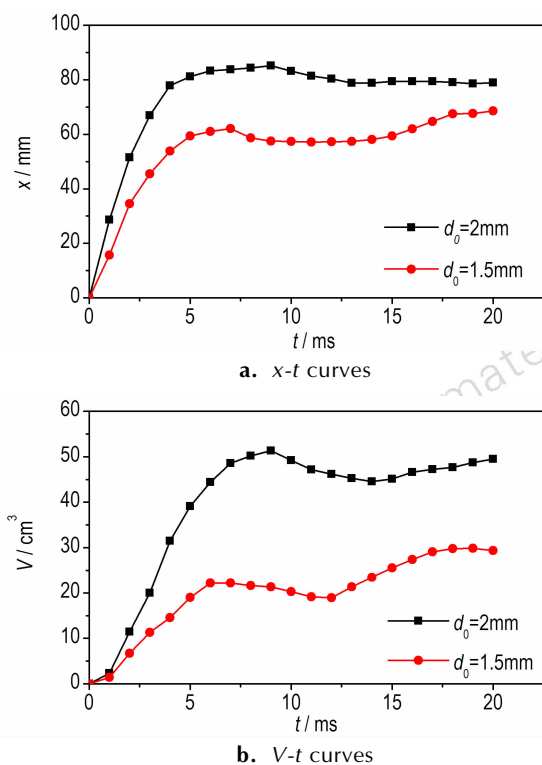 100
80
60
40
20
0
x / mm
d₀=2mm
d₀=1.5mm
0 5 10 15 20
t / ms
a. x-t curves
mate
60
50
40
30
20
10
0
V / cm³
d₀=2mm
d₀=1.5mm
0 5 10 15 20
t / ms
b. V-t curves